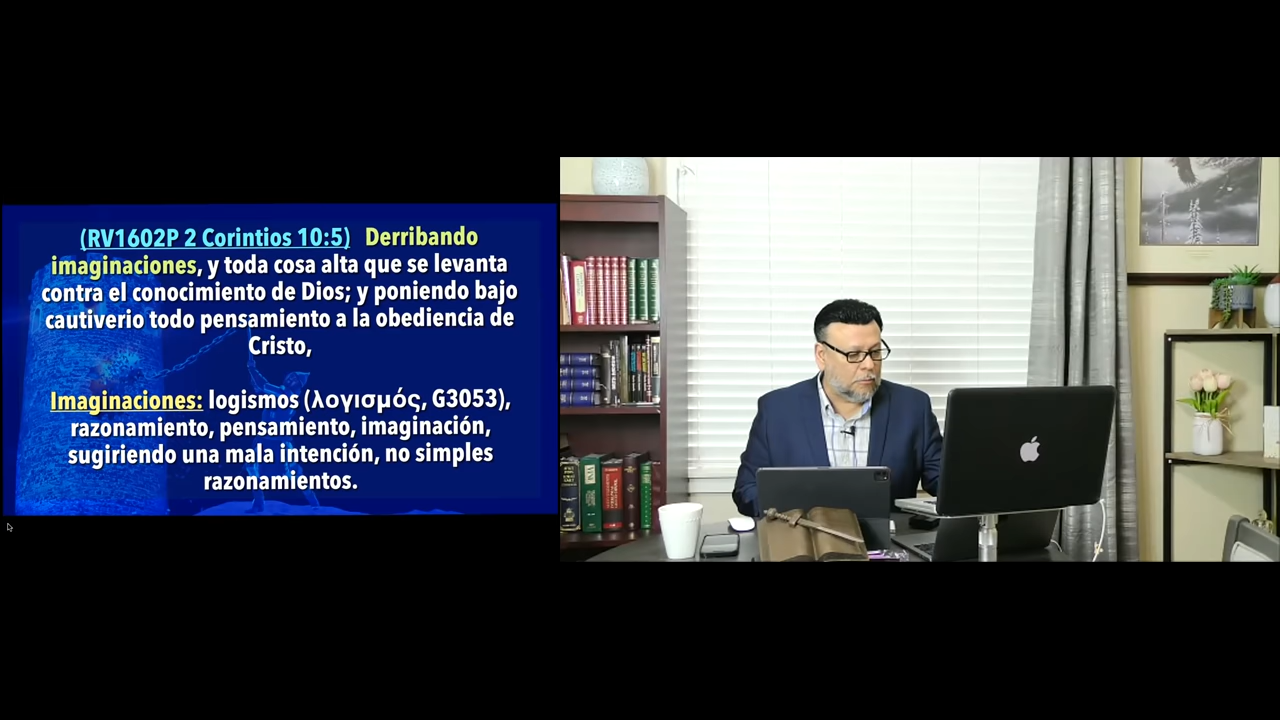 (RV1602P 2 Corintios 10:5) Derribando
imaginaciones, y toda cosa alta que se levanta
contra el conocimiento de Dios; y poniendo bajo
cautiverio todo pensamiento a la obediencia de
Cristo,
Imaginaciones: logismos (λογισμός, G3053),
razonamiento, pensamiento, imaginación,
sugiriendo una mala intención, no simples
razonamientos.